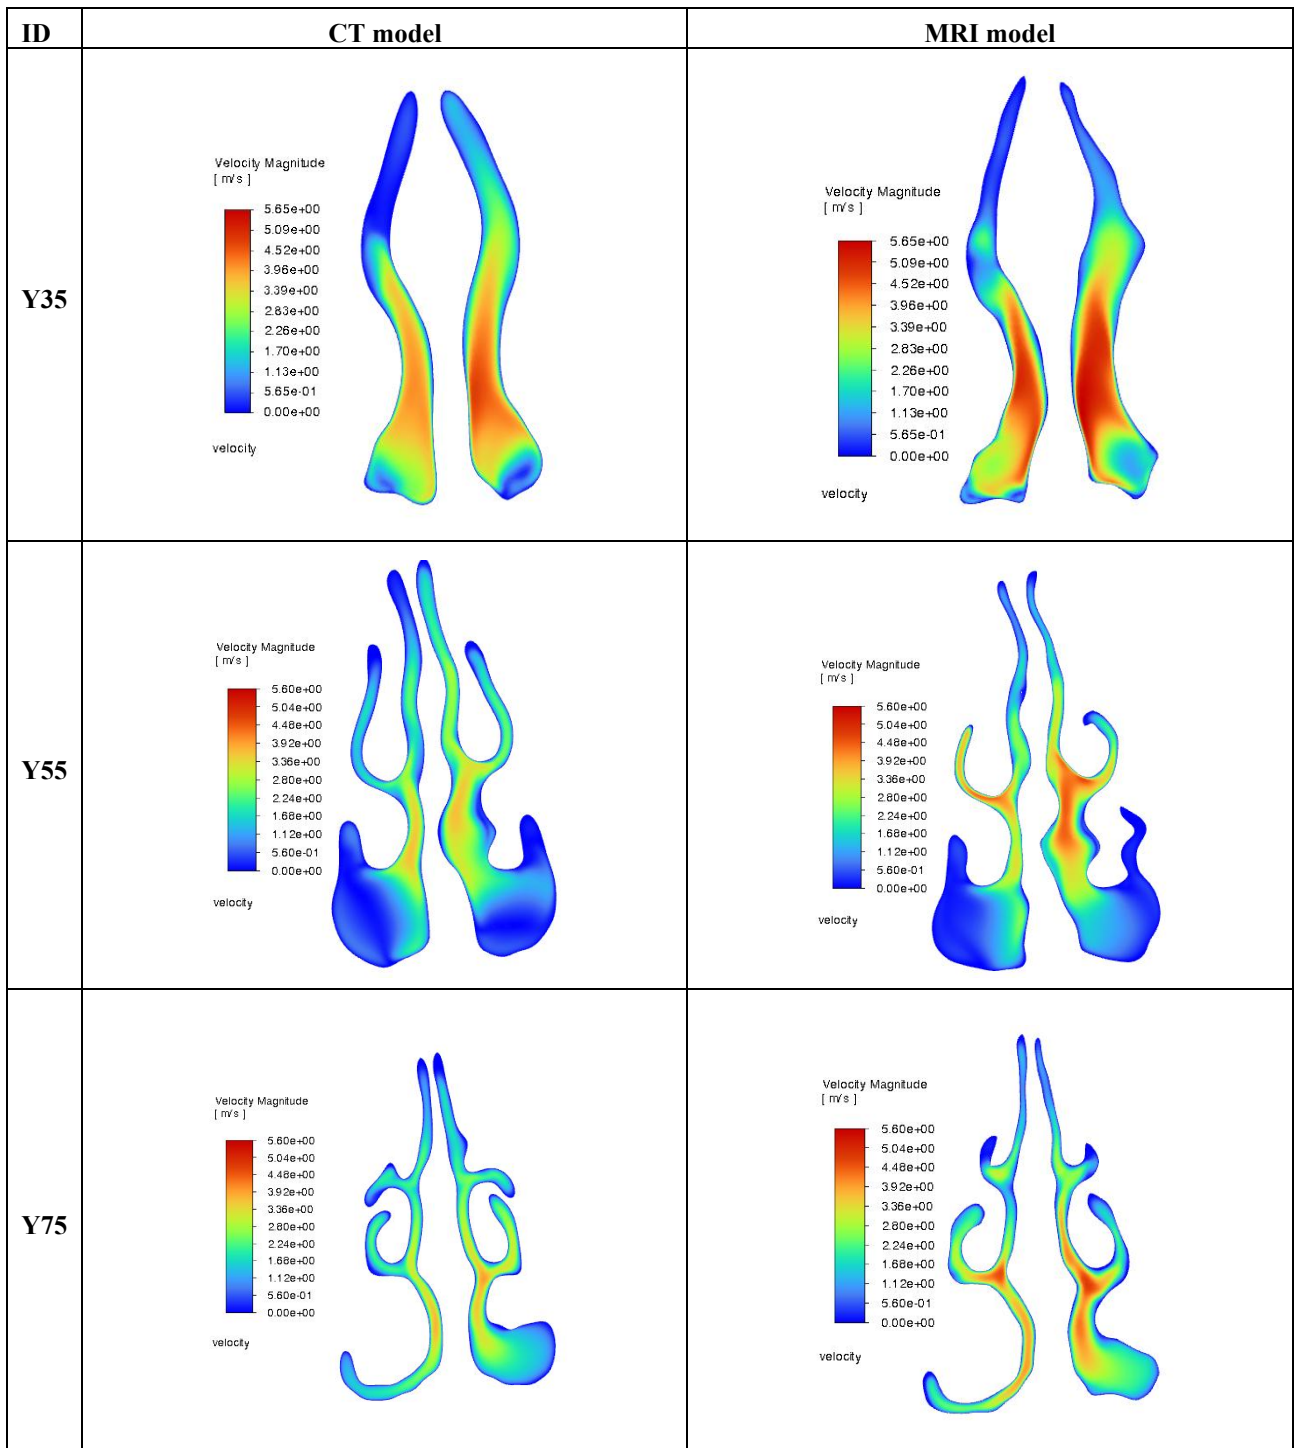 ID CT model MRI model
Y35
Velocity Magnitude
[ m/s ]
5.65e+00
5.09e+00
4.52e+00
3.96e+00
3.39e+00
2.83e+00
2.26e+00
1.70e+00
1.13e+00
5.65e-01
0.00e+00
velocity
Velocity Magnitude
[ m/s ]
5.65e+00
5.09e+00
4.52e+00
3.96e+00
3.39e+00
2.83e+00
2.26e+00
1.70e+00
1.13e+00
5.65e-01
0.00e+00
velocity
Y55
Velocity Magnitude
[ m/s ]
5.60e+00
5.04e+00
4.48e+00
3.92e+00
3.36e+00
2.80e+00
2.24e+00
1.68e+00
1.12e+00
5.60e-01
0.00e+00
velocity
Velocity Magnitude
[ m/s ]
5.60e+00
5.04e+00
4.48e+00
3.92e+00
3.36e+00
2.80e+00
2.24e+00
1.68e+00
1.12e+00
5.60e-01
0.00e+00
velocity
Y75
Velocity Magnitude
[ m/s ]
5.60e+00
5.04e+00
4.48e+00
3.92e+00
3.36e+00
2.80e+00
2.24e+00
1.68e+00
1.12e+00
5.60e-01
0.00e+00
velocity
Velocity Magnitude
[ m/s ]
5.60e+00
5.04e+00
4.48e+00
3.92e+00
3.36e+00
2.80e+00
2.24e+00
1.68e+00
1.12e+00
5.60e-01
0.00e+00
velocity